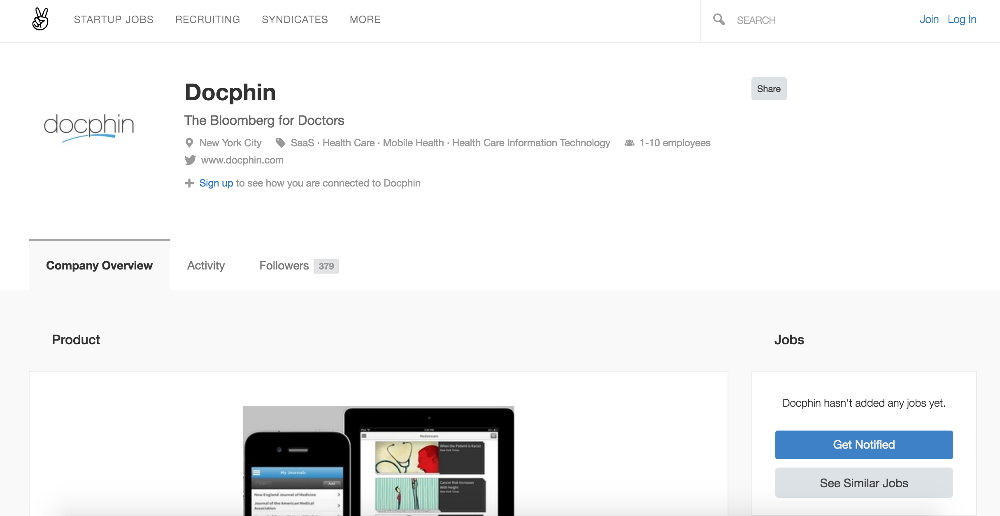 STARTUP JOBS RECRUITING SYNDICATES MORE SEARCH Join Log In
docphin
Docphin
Share
The Bloomberg for Doctors
New York City SaaS · Health Care · Mobile Health · Health Care Information Technology 1-10 employees
www.docphin.com
Sign up to see how you are connected to Docphin
Company Overview Activity Followers 379
Product
Jobs
Docphin hasn't added any jobs yet.
Get Notified
See Similar Jobs
Medstream
When the Patient Is Racist
New York Times
My Journals
Add
Cancer Risk Increases
With Height
New York Times
New England Journal of Medicine
Journal of the American Medical
Association